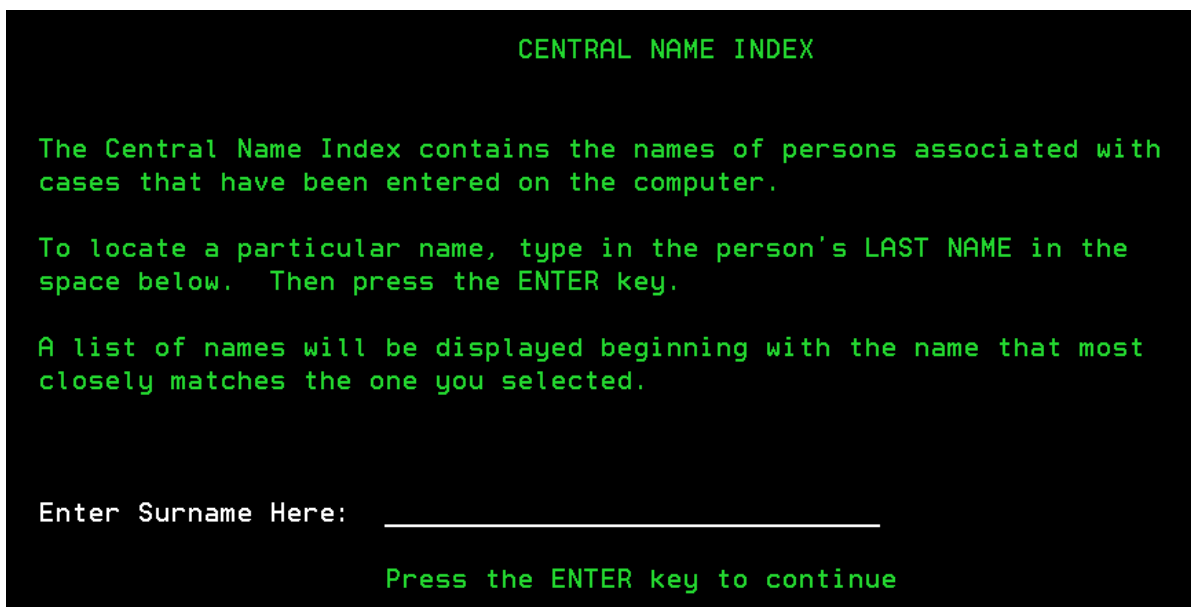 CENTRAL NAME INDEX
The Central Name Index contains the names of persons associated with
cases that have been entered on the computer.
To locate a particular name, type in the person's LAST NAME in the
space below.  Then press the ENTER key.
A list of names will be displayed beginning with the name that most
closely matches the one you selected.
Enter Surname Here: ______________________________
Press the ENTER key to continue